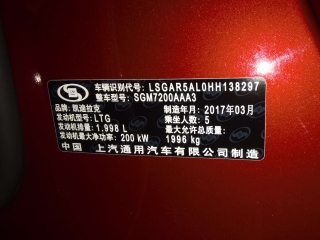 车辆识别代号: LSGAR5AL0HH138297
整车型号: SGM7200AAA3
品牌: 凯迪拉克 2017年03月
发动机型号: LTG 乘坐人数: 5
发动机排量: 1.998 L 最大允许总质量:
发动机最大净功率: 200 kW 1996 kg
中国 上汽通用汽车有限公司制造